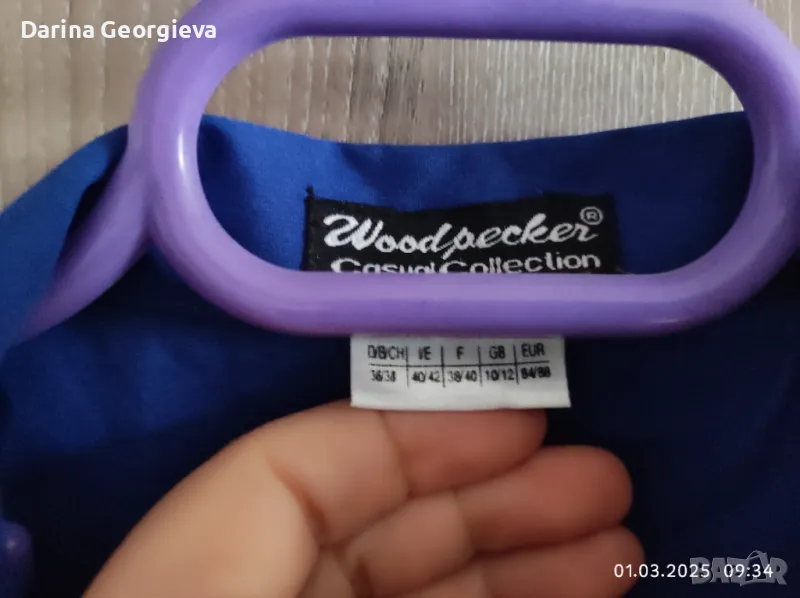 Darina Georgieva
Woodpecker®
Casual Collection
D/B/CH I/E F GB EUR
36/38 40/42 38/40 10/12 84/88
01.03.2025 09:34
BAZAR